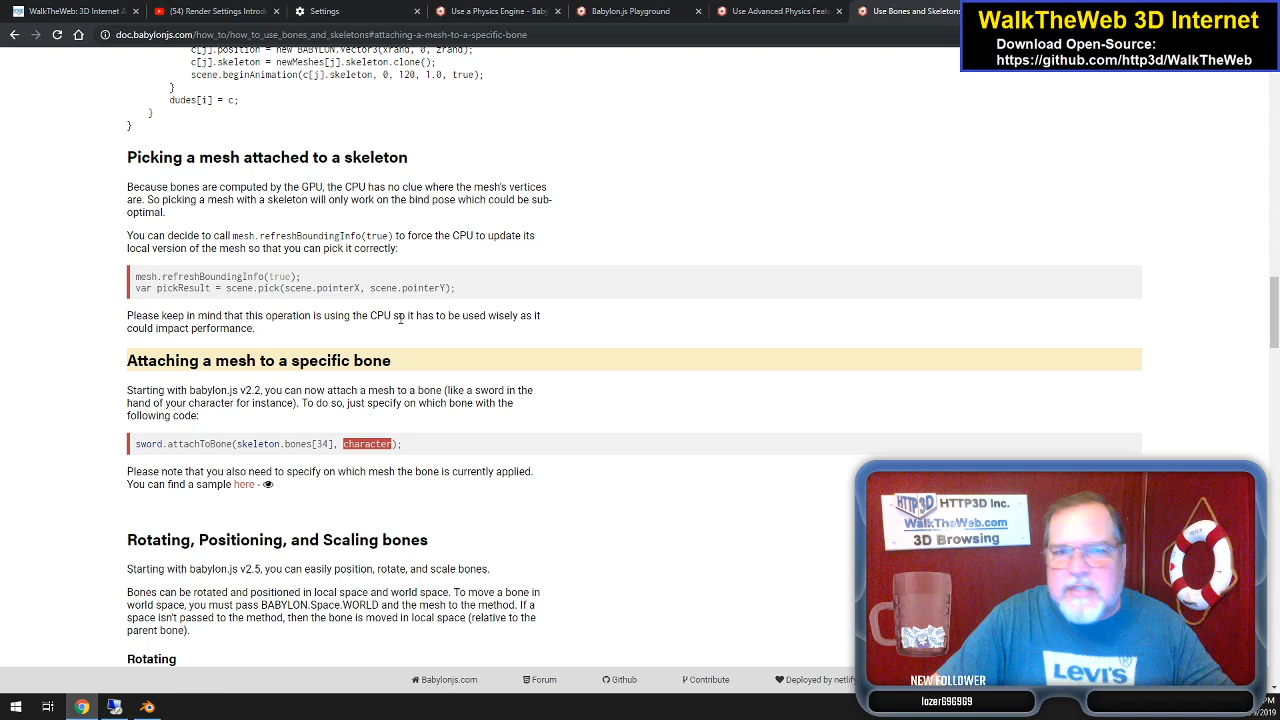 WalkTheWeb: 3D Internet A
(54) Render Settings Introdu
Settings
Use a Physics Engine - Baby
Babylon.js Playground
Use Advanced Physics Featu
Use Bones and Skeletons
doc.babylonjs.com/how_to/how_to_use_bones_and_skeletons#attaching-a-mesh-to-a-specific-bone
WalkTheWeb 3D Internet
Download Open-Source:
https://github.com/http3d/WalkTheWeb
c[j].position = new BABYLON.Vector3(xrand, 0, zrand);
c[j].skeleton = newMeshes[j].skeleton.clone();
scene.beginAnimation(c[j].skeleton, 0, 120, 1.0, true);
}
dudes[i] = c;
}
}
Picking a mesh attached to a skeleton
Because bones are computed by the GPU, the CPU has no clue where the mesh's vertices
are. So picking a mesh with a skeleton will only work on the bind pose which could be sub-
optimal.
You can decide to call mesh.refreshBoundingInfo(true) to force the CPU to update its
local version of the mesh so that you can pick it correctly:
mesh.refreshBoundingInfo(true);
var pickResult = scene.pick(scene.pointerX, scene.pointerY);
Please keep in mind that this operation is using the CPU so it has to be used wisely as it
could impact performance.
Attaching a mesh to a specific bone
Starting with babylon.js v2.2, you can now attach a mesh to a bone (like a sword in the
hand of your character for instance). To do so, just specify on which bone with the
following code:
sword.attachToBone(skeleton.bones[34], character);
Please note that you also need to specify on which mesh the bone is currently applied.
You can find a sample here -
Rotating, Positioning, and Scaling bones
Starting with babylon.js v2.5, you can easily position, rotate, and scale bones.
Bones can be rotated and positioned in local space and world space. To move a bone in
world space, you must pass BABYLON.Space.WORLD and the mesh to the method. If a
space isn't passed to the method, then the bone is moved in local space (relative to the
parent bone).
Rotating
Babylonjs.com
Forum
Github
Contribute
Deployed by netlify
HTTP3D HTTP3D Inc.
WalkTheWeb.com
3D Browsing
LEVI'S
NEW FOLLOWER
lazer696969